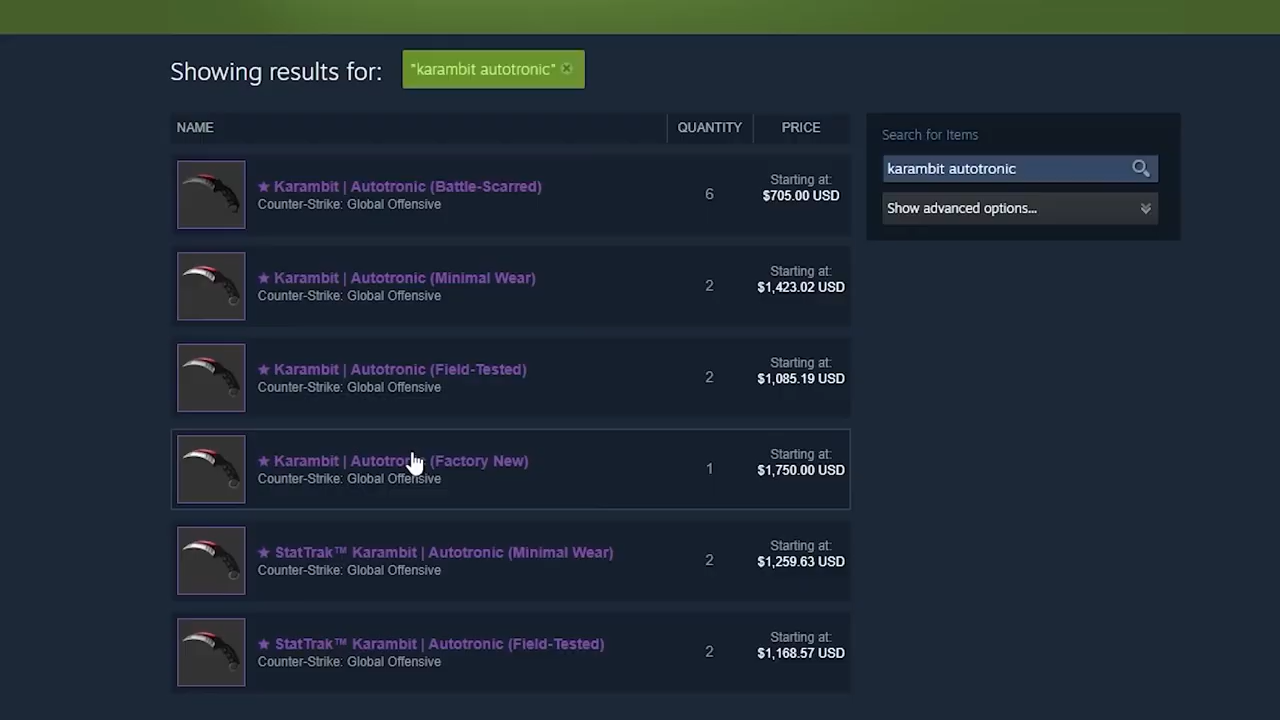 Showing results for: "karambit autotronic"
NAME QUANTITY PRICE
★ Karambit | Autotronic (Battle-Scarred)
Counter-Strike: Global Offensive
6
Starting at:
$705.00 USD
★ Karambit | Autotronic (Minimal Wear)
Counter-Strike: Global Offensive
2
Starting at:
$1,423.02 USD
★ Karambit | Autotronic (Field-Tested)
Counter-Strike: Global Offensive
2
Starting at:
$1,085.19 USD
★ Karambit | Autotronic (Factory New)
Counter-Strike: Global Offensive
1
Starting at:
$1,750.00 USD
★ StatTrak™ Karambit | Autotronic (Minimal Wear)
Counter-Strike: Global Offensive
2
Starting at:
$1,259.63 USD
★ StatTrak™ Karambit | Autotronic (Field-Tested)
Counter-Strike: Global Offensive
2
Starting at:
$1,168.57 USD
Search for Items
karambit autotronic
Show advanced options...